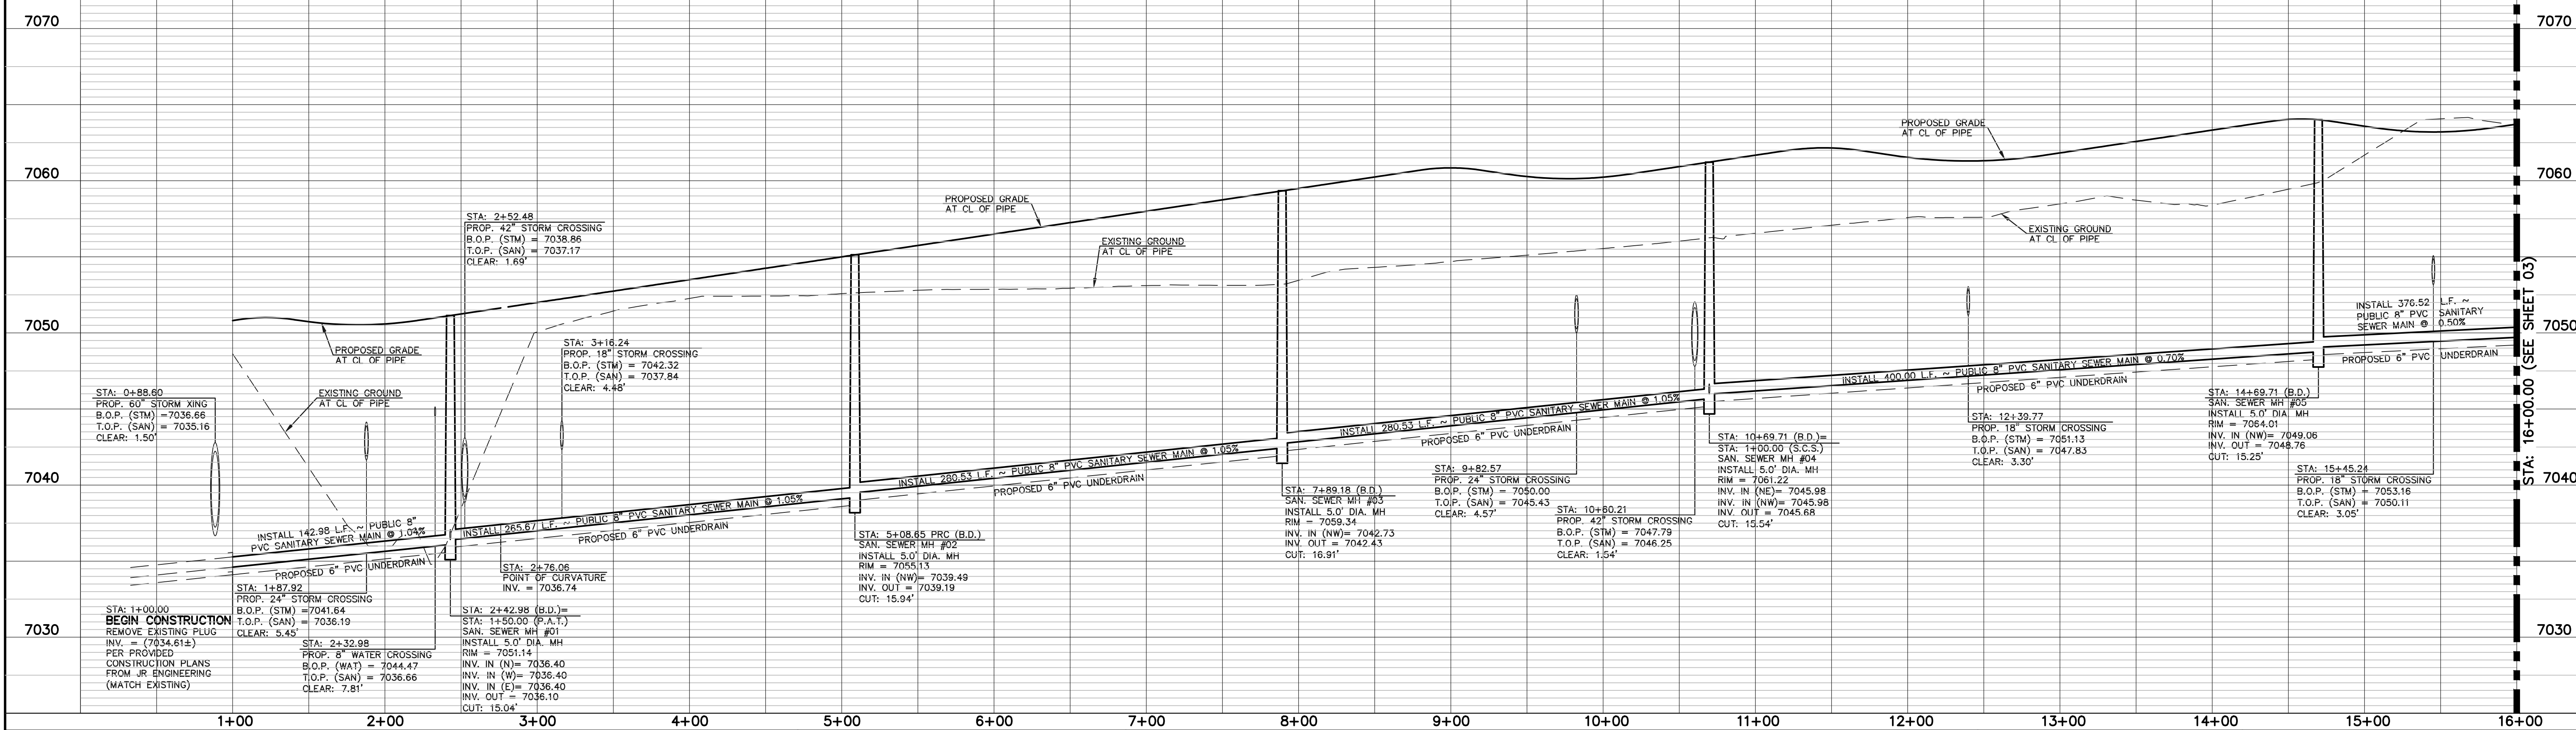 7070
7060
7050
7040
7030
7070
7060
7050
7040
7030
PROPOSED GRADE
AT CL OF PIPE
EXISTING GROUND
AT CL OF PIPE
STA: 0+88.60
PROP. 60" STORM XING
B.O.P. (STM) =7036.66
T.O.P. (SAN) = 7035.16
CLEAR: 1.50'
INSTALL 142.98 L.F. ~ PUBLIC 8"
PVC SANITARY SEWER MAIN @ 1.04%
PROPOSED 6" PVC UNDERDRAIN
STA: 1+00.00
BEGIN CONSTRUCTION
REMOVE EXISTING PLUG
INV. = (7034.61±)
PER PROVIDED
CONSTRUCTION PLANS
FROM JR ENGINEERING
(MATCH EXISTING)
STA: 1+87.92
PROP. 24" STORM CROSSING
B.O.P. (STM) =7041.64
T.O.P. (SAN) = 7036.19
CLEAR: 5.45'
STA: 2+32.98
PROP. 8" WATER CROSSING
B.O.P. (WAT) = 7044.47
T.O.P. (SAN) = 7036.66
CLEAR: 7.81'
STA: 2+52.48
PROP. 42" STORM CROSSING
B.O.P. (STM) = 7038.86
T.O.P. (SAN) = 7037.17
CLEAR: 1.69'
STA: 3+16.24
PROP. 18" STORM CROSSING
B.O.P. (STM) = 7042.32
T.O.P. (SAN) = 7037.84
CLEAR: 4.48'
INSTALL 265.67 L.F. ~ PUBLIC 8" PVC SANITARY SEWER MAIN @ 1.05%
PROPOSED 6" PVC UNDERDRAIN
STA: 2+76.06
POINT OF CURVATURE
INV. = 7036.74
STA: 2+42.98 (B.D.)=
STA: 1+50.00 (P.A.T.)
SAN. SEWER MH #01
INSTALL 5.0' DIA. MH
RIM = 7051.14
INV. IN (N)= 7036.40
INV. IN (W)= 7036.40
INV. IN (E)= 7036.40
INV. OUT = 7036.10
CUT: 15.04'
PROPOSED GRADE
AT CL OF PIPE
EXISTING GROUND
AT CL OF PIPE
INSTALL 280.53 L.F. ~ PUBLIC 8" PVC SANITARY SEWER MAIN @ 1.05%
PROPOSED 6" PVC UNDERDRAIN
STA: 5+08.65 PRC (B.D.)
SAN. SEWER MH #02
INSTALL 5.0' DIA. MH
RIM = 7055.13
INV. IN (NW)= 7039.49
INV. OUT = 7039.19
CUT: 15.94'
STA: 7+89.18 (B.D.)
SAN. SEWER MH #03
INSTALL 5.0' DIA. MH
RIM = 7059.34
INV. IN (NW)= 7042.73
INV. OUT = 7042.43
CUT: 16.91'
INSTALL 280.53 L.F. ~ PUBLIC 8" PVC SANITARY SEWER MAIN @ 1.05%
PROPOSED 6" PVC UNDERDRAIN
STA: 9+82.57
PROP. 24" STORM CROSSING
B.O.P. (STM) = 7050.00
T.O.P. (SAN) = 7045.43
CLEAR: 4.57'
STA: 10+60.21
PROP. 42" STORM CROSSING
B.O.P. (STM) = 7047.79
T.O.P. (SAN) = 7046.25
CLEAR: 1.54'
STA: 10+69.71 (B.D.)=
STA: 1+00.00 (S.C.S.)
SAN. SEWER MH #04
INSTALL 5.0' DIA. MH
RIM = 7061.22
INV. IN (NE)= 7045.98
INV. IN (NW)= 7045.98
INV. OUT = 7045.68
CUT: 15.54'
PROPOSED GRADE
AT CL OF PIPE
EXISTING GROUND
AT CL OF PIPE
INSTALL 400.00 L.F. ~ PUBLIC 8" PVC SANITARY SEWER MAIN @ 0.70%
PROPOSED 6" PVC UNDERDRAIN
STA: 12+39.77
PROP. 18" STORM CROSSING
B.O.P. (STM) = 7051.13
T.O.P. (SAN) = 7047.83
CLEAR: 3.30'
STA: 14+69.71 (B.D.)
SAN. SEWER MH #05
INSTALL 5.0' DIA. MH
RIM = 7064.01
INV. IN (NW)= 7049.06
INV. OUT = 7048.76
CUT: 15.25'
INSTALL 376.52 L.F. ~
PUBLIC 8" PVC SANITARY
SEWER MAIN @ 0.50%
PROPOSED 6" PVC UNDERDRAIN
STA: 15+45.24
PROP. 18" STORM CROSSING
B.O.P. (STM) = 7053.16
T.O.P. (SAN) = 7050.11
CLEAR: 3.05'
STA: 16+00.00 (SEE SHEET 03)
1+00
2+00
3+00
4+00
5+00
6+00
7+00
8+00
9+00
10+00
11+00
12+00
13+00
14+00
15+00
16+00